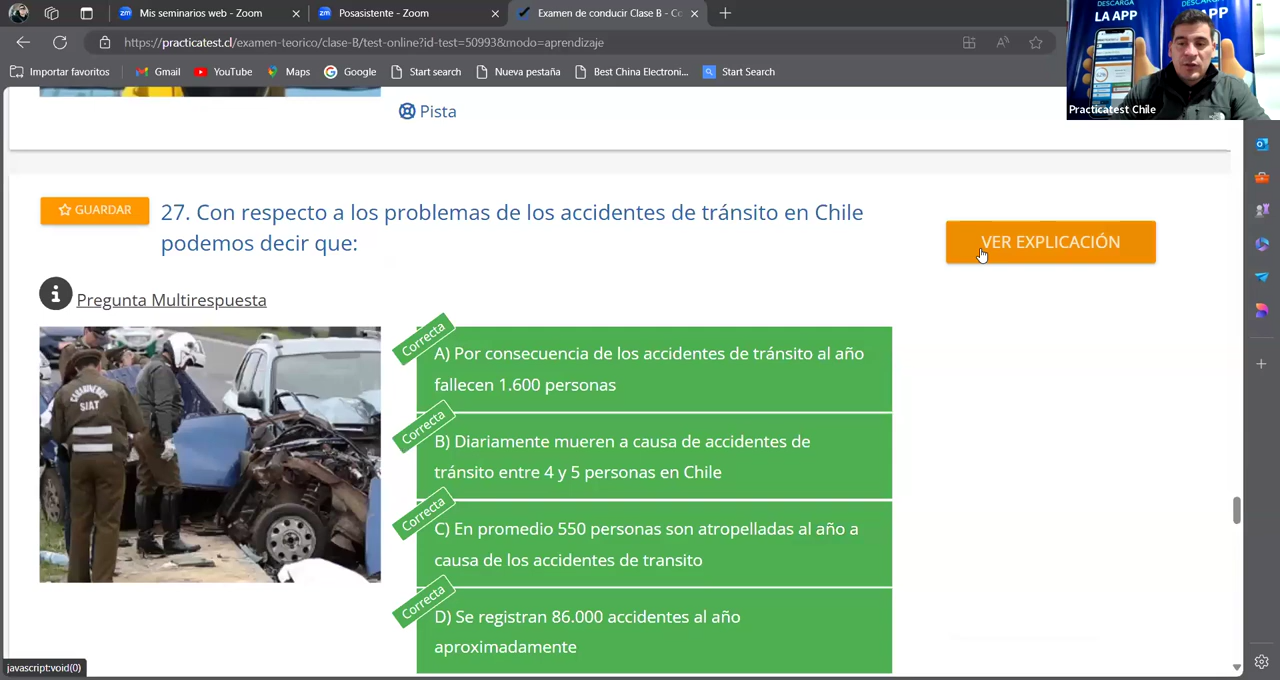 Mis seminarios web - Zoom
Posasistente - Zoom
Examen de conducir Clase B - Co
DESCARGA
LA APP
DESCARGA
LA APP
https://practicatest.cl/examen-teorico/clase-B/test-online?id-test=50993&modo=aprendizaje
Importar favoritos
Gmail
YouTube
Maps
Google
Start search
Nueva pestaña
Best China Electroni...
Start Search
Practicatest Chile
Pista
GUARDAR
27. Con respecto a los problemas de los accidentes de tránsito en Chile
podemos decir que:
VER EXPLICACIÓN
Pregunta Multirespuesta
CARABINEROS
SIAT
Correcta
A) Por consecuencia de los accidentes de tránsito al año
fallecen 1.600 personas
Correcta
B) Diariamente mueren a causa de accidentes de
tránsito entre 4 y 5 personas en Chile
Correcta
C) En promedio 550 personas son atropelladas al año a
causa de los accidentes de transito
Correcta
D) Se registran 86.000 accidentes al año
aproximadamente
javascript:void(0)